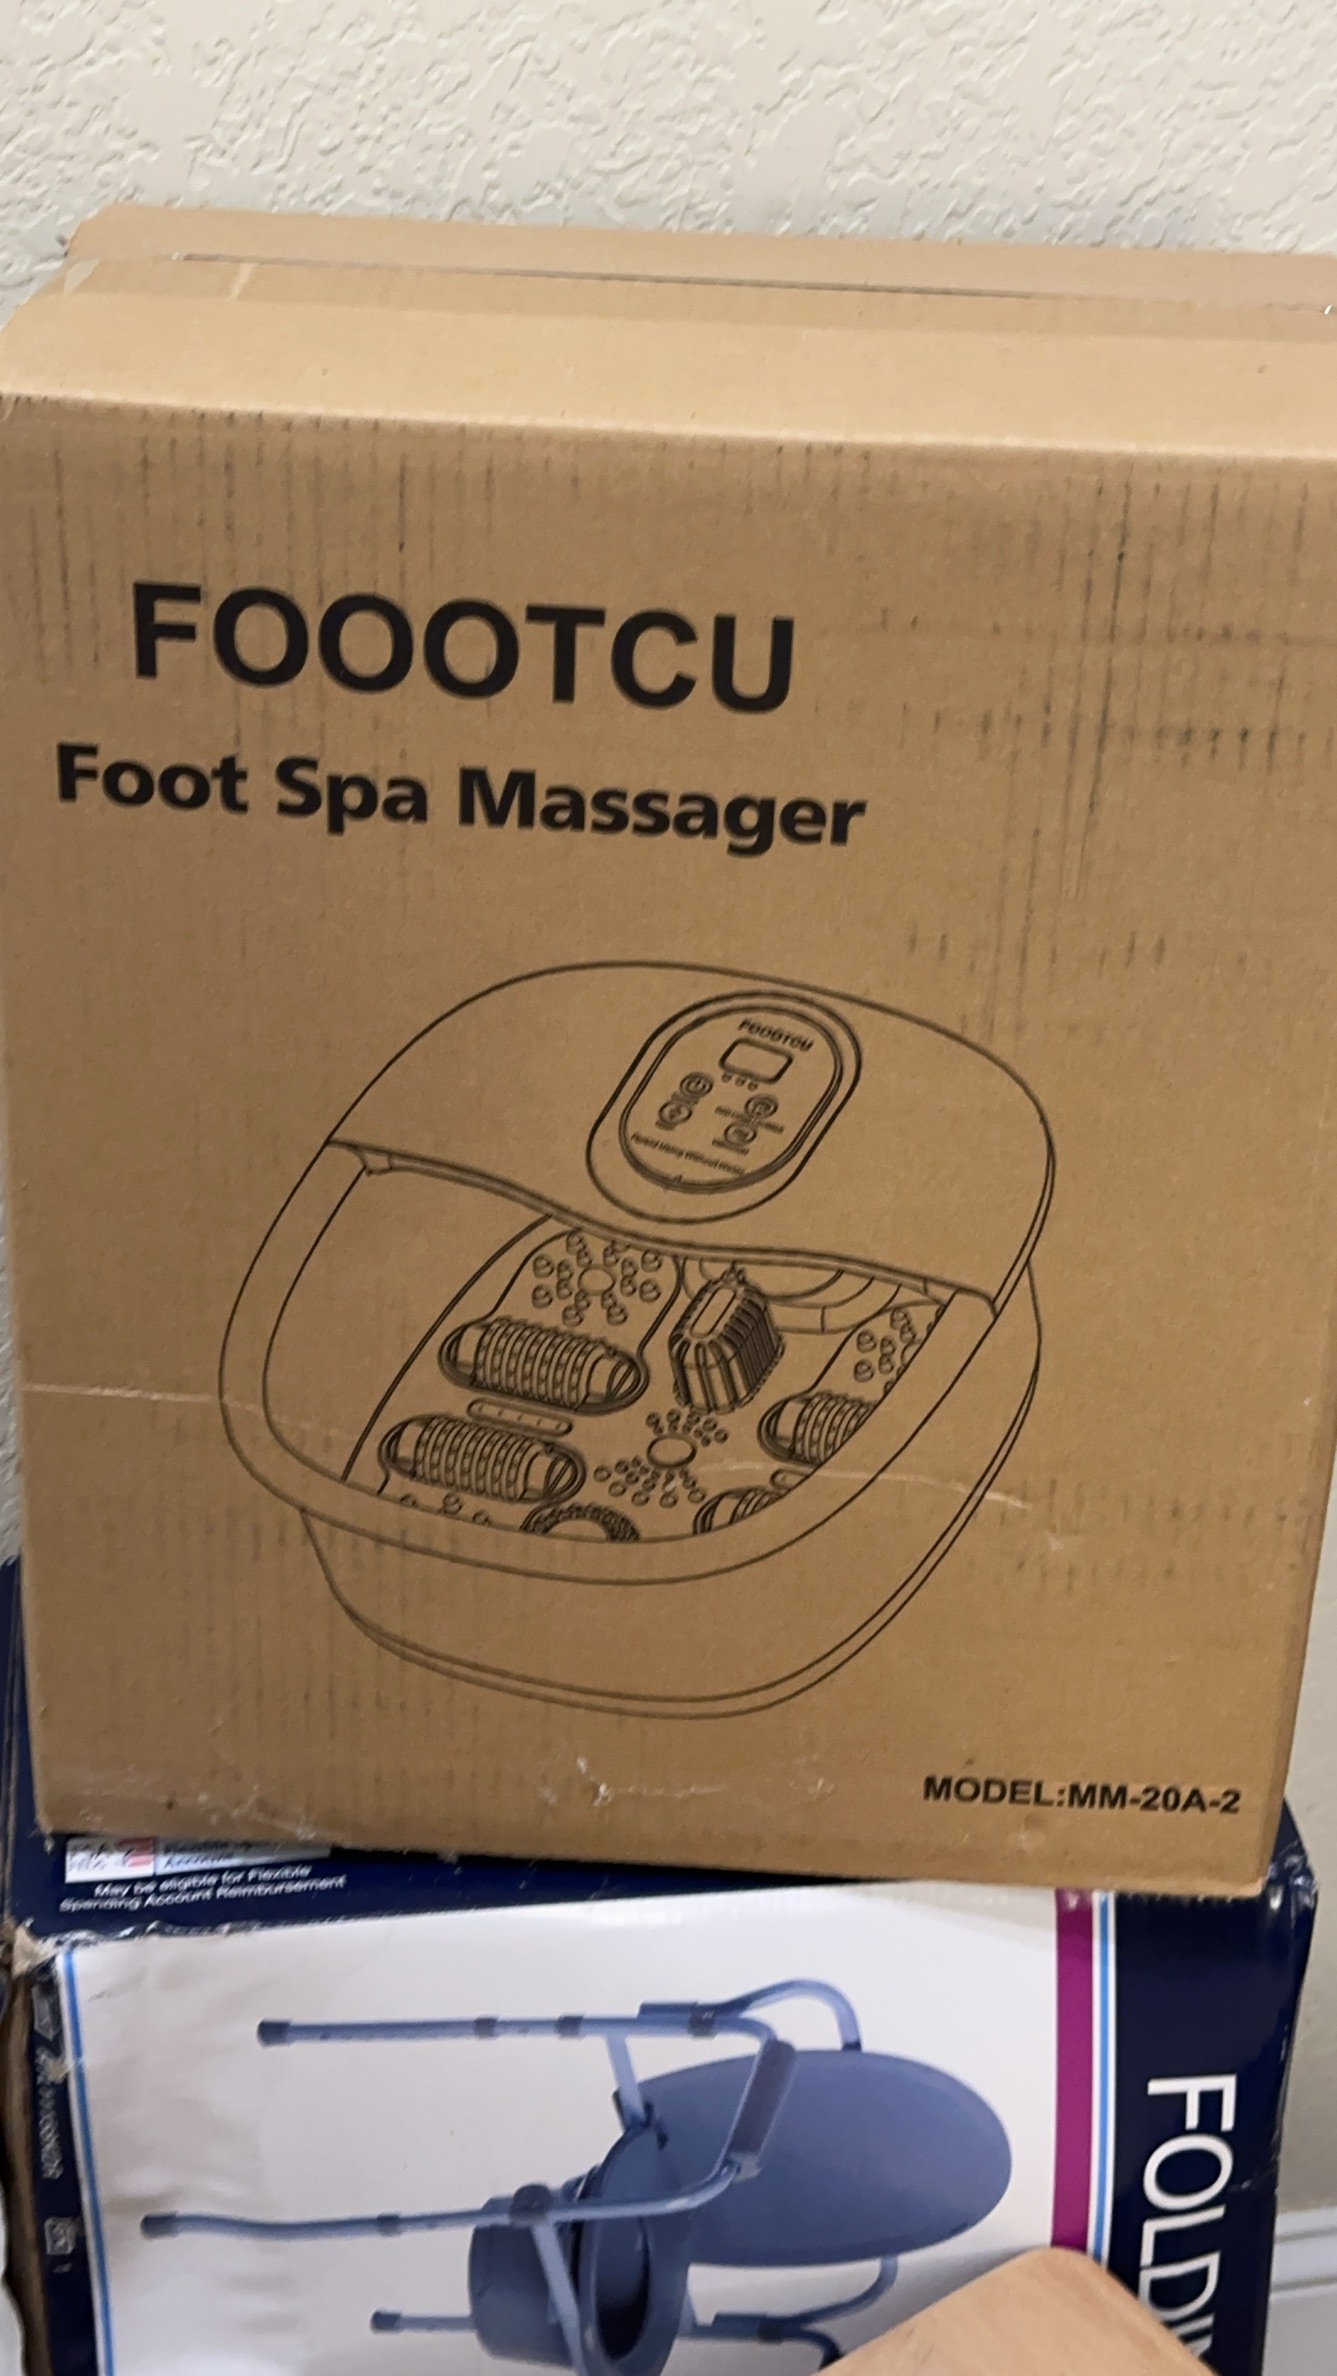 FOOOTCU
Foot Spa Massager
FOOOTCU
MODEL:MM-20A-2
May be eligible for Flexible
Spending Account Reimbursement
FOLDI